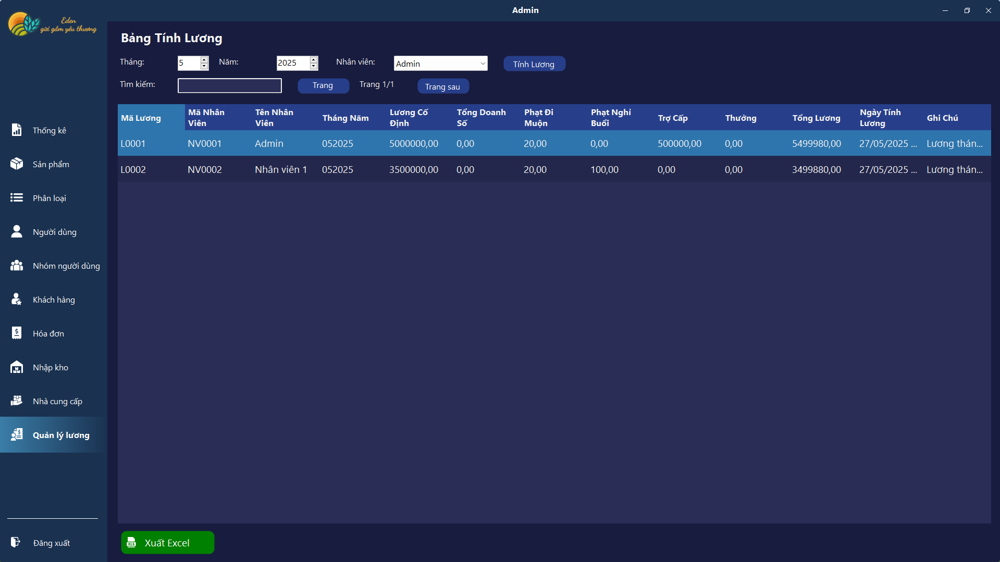 Admin
Eden
gửi gắm yêu thương
Bảng Tính Lương
Tháng: 5 Năm: 2025 Nhân viên: Admin Tính Lương
Tìm kiếm: Trang Trang 1/1 Trang sau
Mã Lương Mã Nhân Viên Tên Nhân Viên Tháng Năm Lương Cố Định Tổng Doanh Số Phạt Đi Muộn Phạt Nghỉ Buổi Trợ Cấp Thưởng Tổng Lương Ngày Tính Lương Ghi Chú
L0001 NV0001 Admin 052025 5000000,00 0,00 20,00 0,00 500000,00 0,00 5499980,00 27/05/2025 ... Lương thán...
L0002 NV0002 Nhân viên 1 052025 3500000,00 0,00 20,00 100,00 0,00 0,00 3499880,00 27/05/2025 ... Lương thán...
Thống kê
Sản phẩm
Phân loại
Người dùng
Nhóm người dùng
Khách hàng
Hóa đơn
Nhập kho
Nhà cung cấp
Quản lý lương
Đăng xuất
XLS Xuất Excel